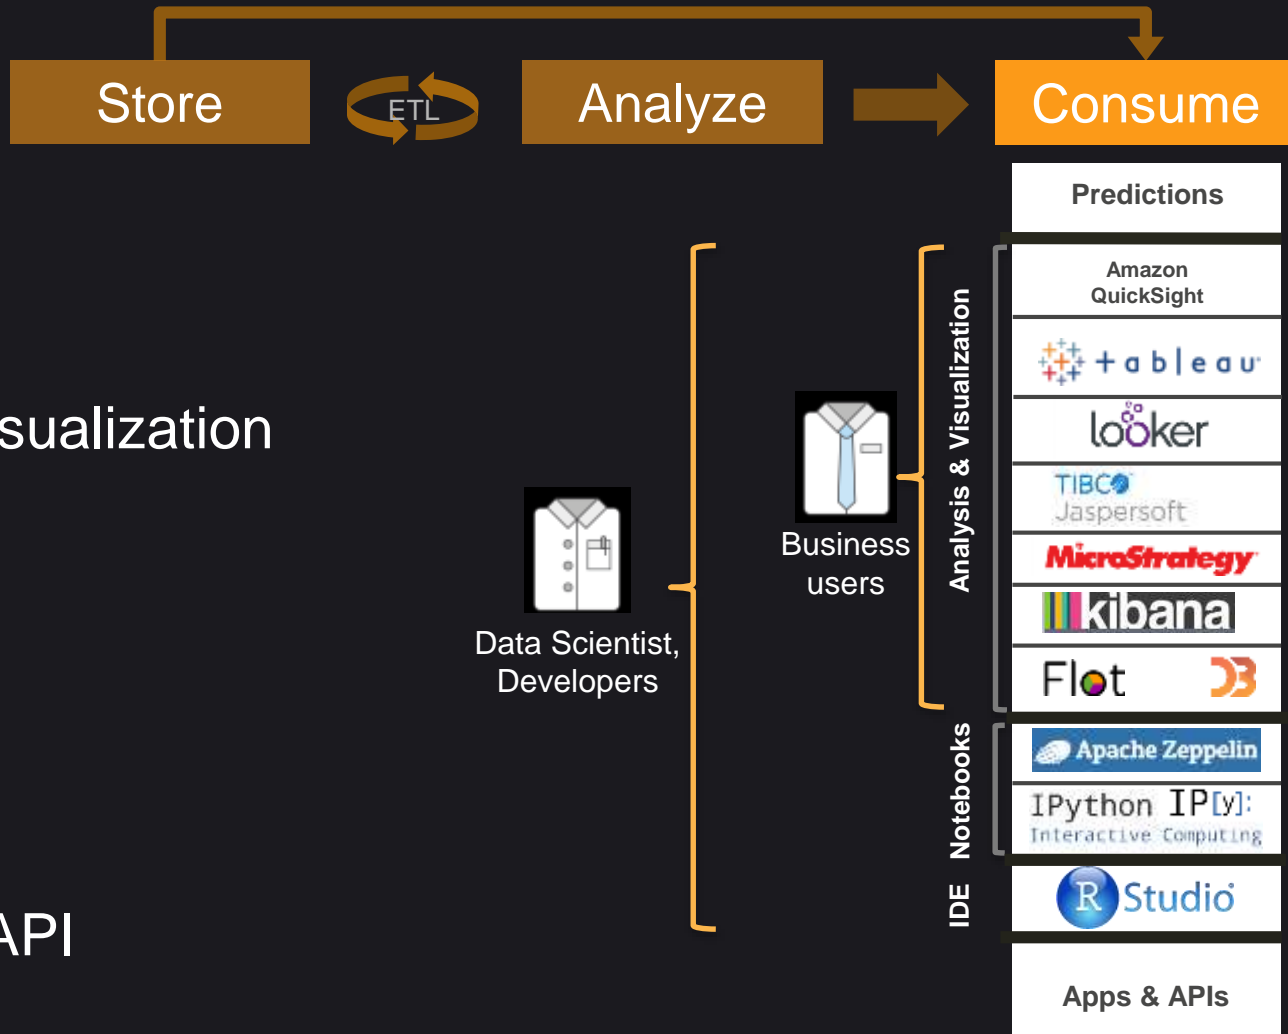 Store
ETL
Analyze
Consume
Predictions
Amazon
QuickSight
+ a b | e a u
looker
TIBCO
Jaspersoft
MicroStrategy
kibana
Flot D3
Analysis & Visualization
sualization
Business
users
Data Scientist,
Developers
Notebooks
Apache Zeppelin
IPython IP[y]:
Interactive Computing
IDE
R Studio
API
Apps & APIs